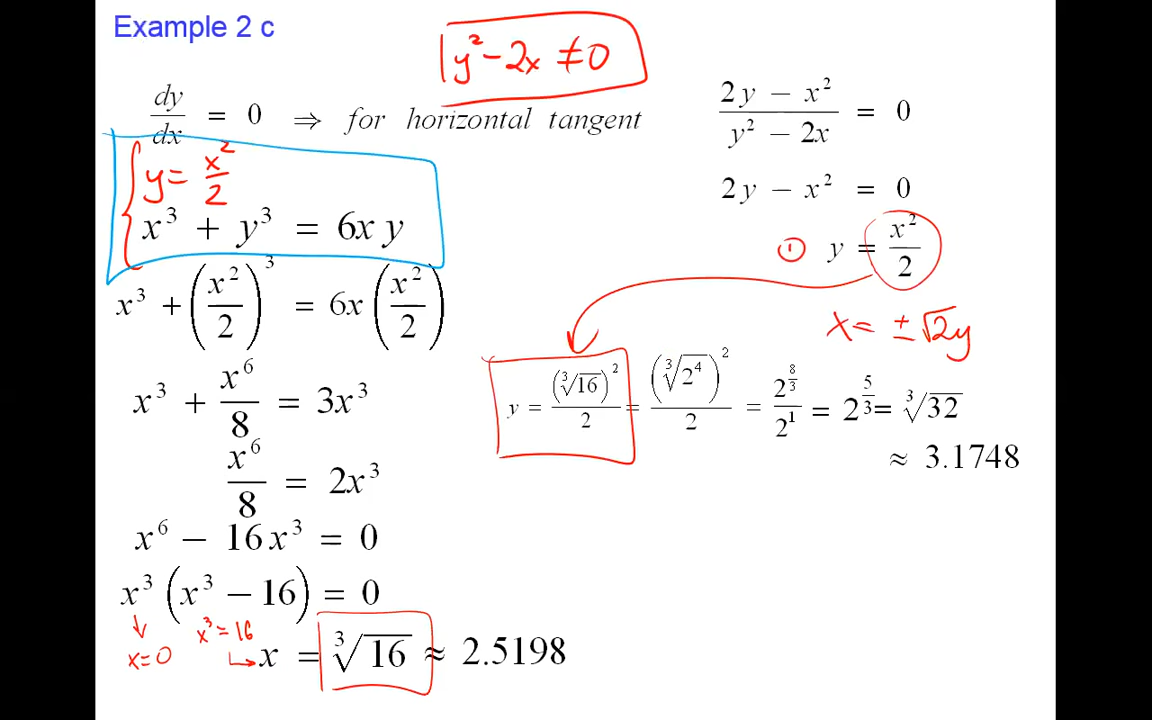 Example 2 c
y² − 2x ≠ 0
dy/dx = 0 ⇒ for horizontal tangent
y = x²/2
x³ + y³ = 6x y
x³ + (x²/2)³ = 6x (x²/2)
x³ + x⁶/8 = 3x³
x⁶/8 = 2x³
x⁶ − 16x³ = 0
x³ (x³ − 16) = 0
x=0
x³ = 16
x = ∛16 ≈ 2.5198
(2y − x²)/(y² − 2x) = 0
2y − x² = 0
① y = x²/2
x = ±√2y
y = (∛16)²/2 = (∛2⁴)²/2 = 2^(8/3)/2¹ = 2^(5/3) = ∛32
≈ 3.1748